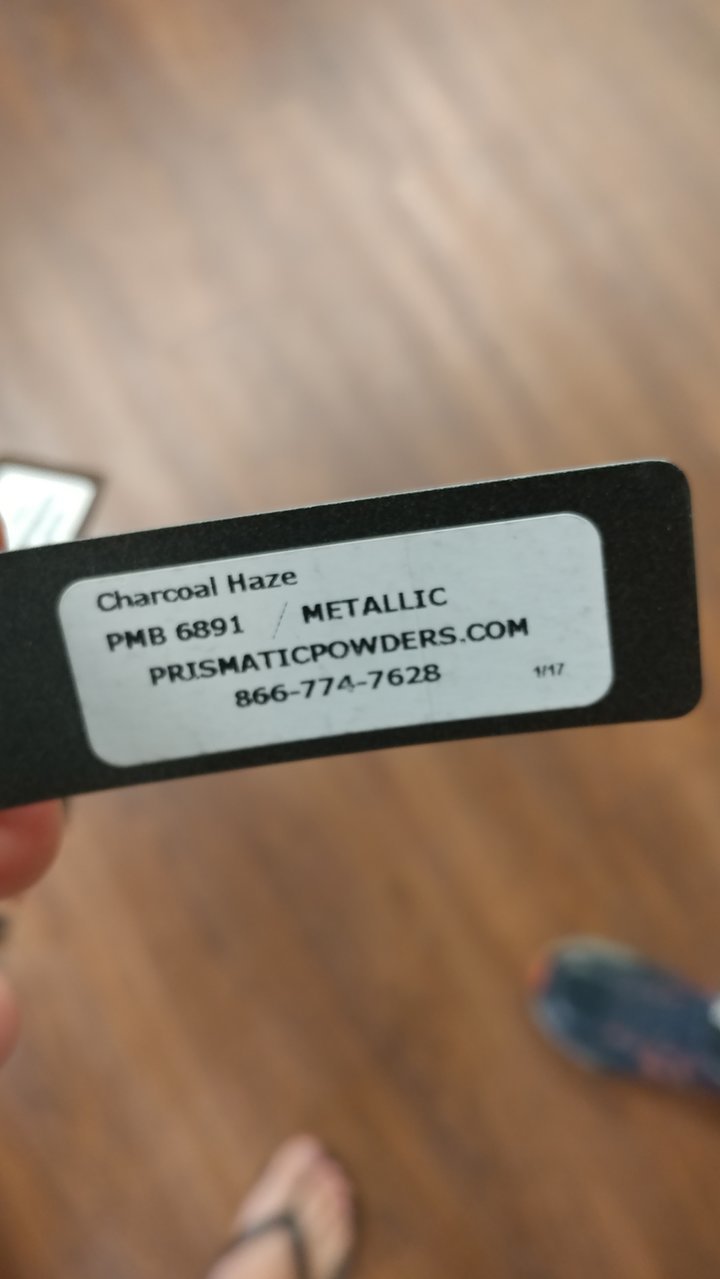 Charcoal Haze
PMB 6891 / METALLIC
PRISMATICPOWDERS.COM
866-774-7628 1/17